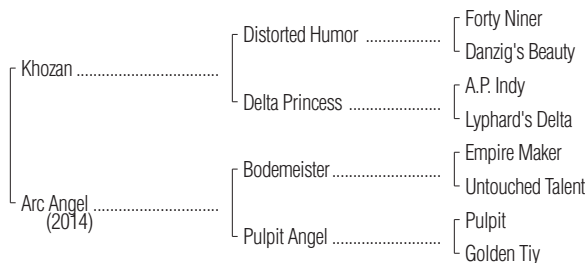 Forty Niner
Distorted Humor ..................
Danzig's Beauty
Khozan ...................................
A.P. Indy
Delta Princess ......................
Lyphard's Delta
Empire Maker
Bodemeister ..........................
Untouched Talent
Arc Angel ...............................
(2014)
Pulpit
Pulpit Angel ..........................
Golden Tiy